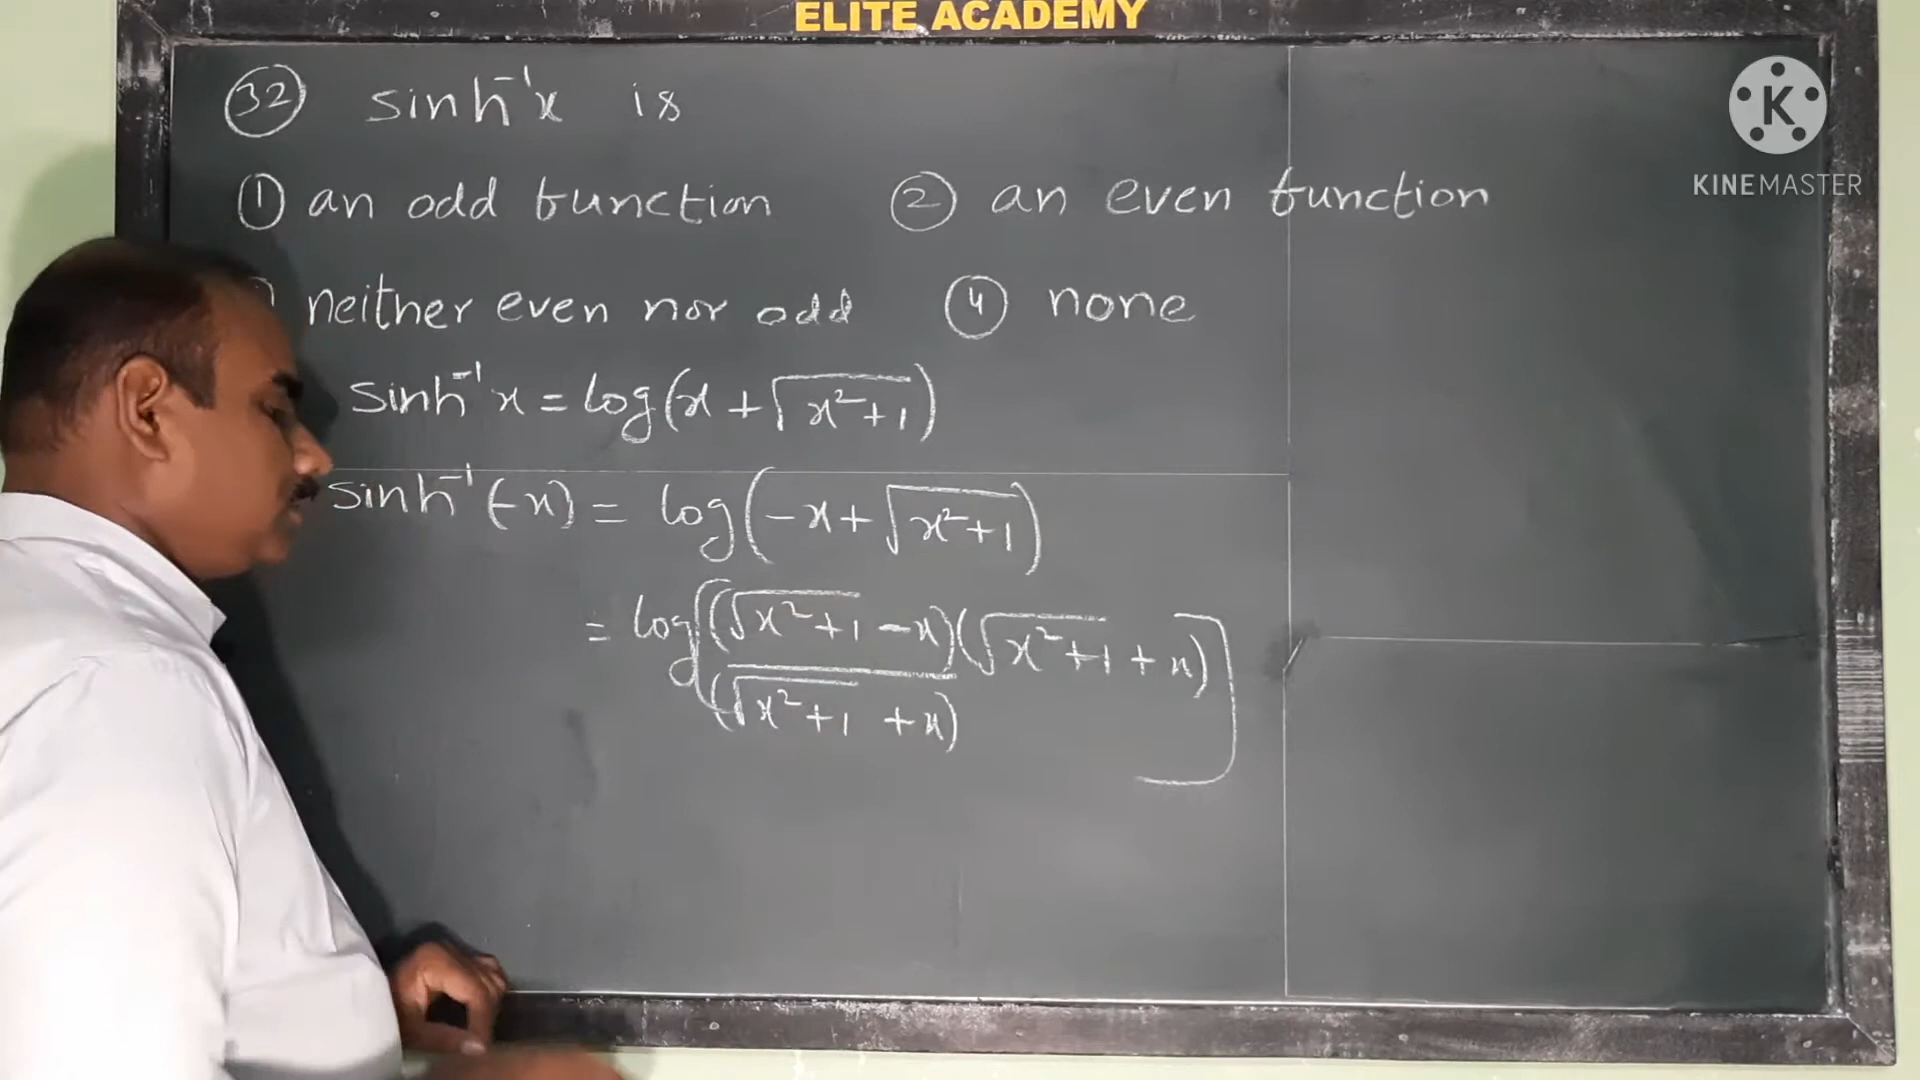 ELITE ACADEMY
32 sinh⁻¹x is
KINEMASTER
① an odd function ② an even function
neither even nor odd ④ none
sinh⁻¹x = log(x + √(x²+1))
sinh⁻¹(-x) = log(-x + √(x²+1))
= log[(√(x²+1) - x)(√(x²+1) + x)
(√(x²+1) + x)]